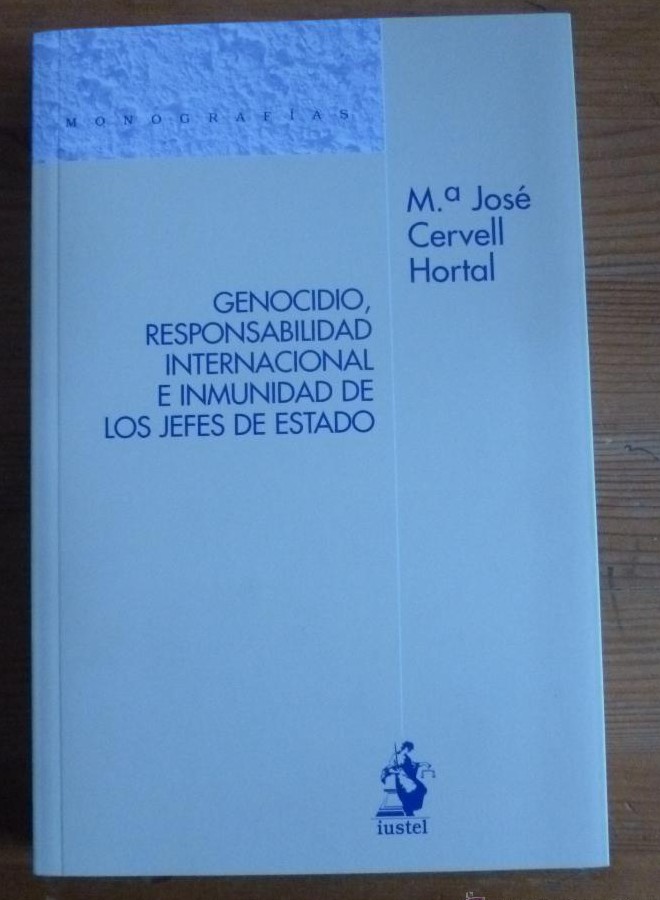 MONOGRAFÍAS
M.ª José
Cervell
Hortal
GENOCIDIO,
RESPONSABILIDAD
INTERNACIONAL
E INMUNIDAD DE
LOS JEFES DE ESTADO
iustel